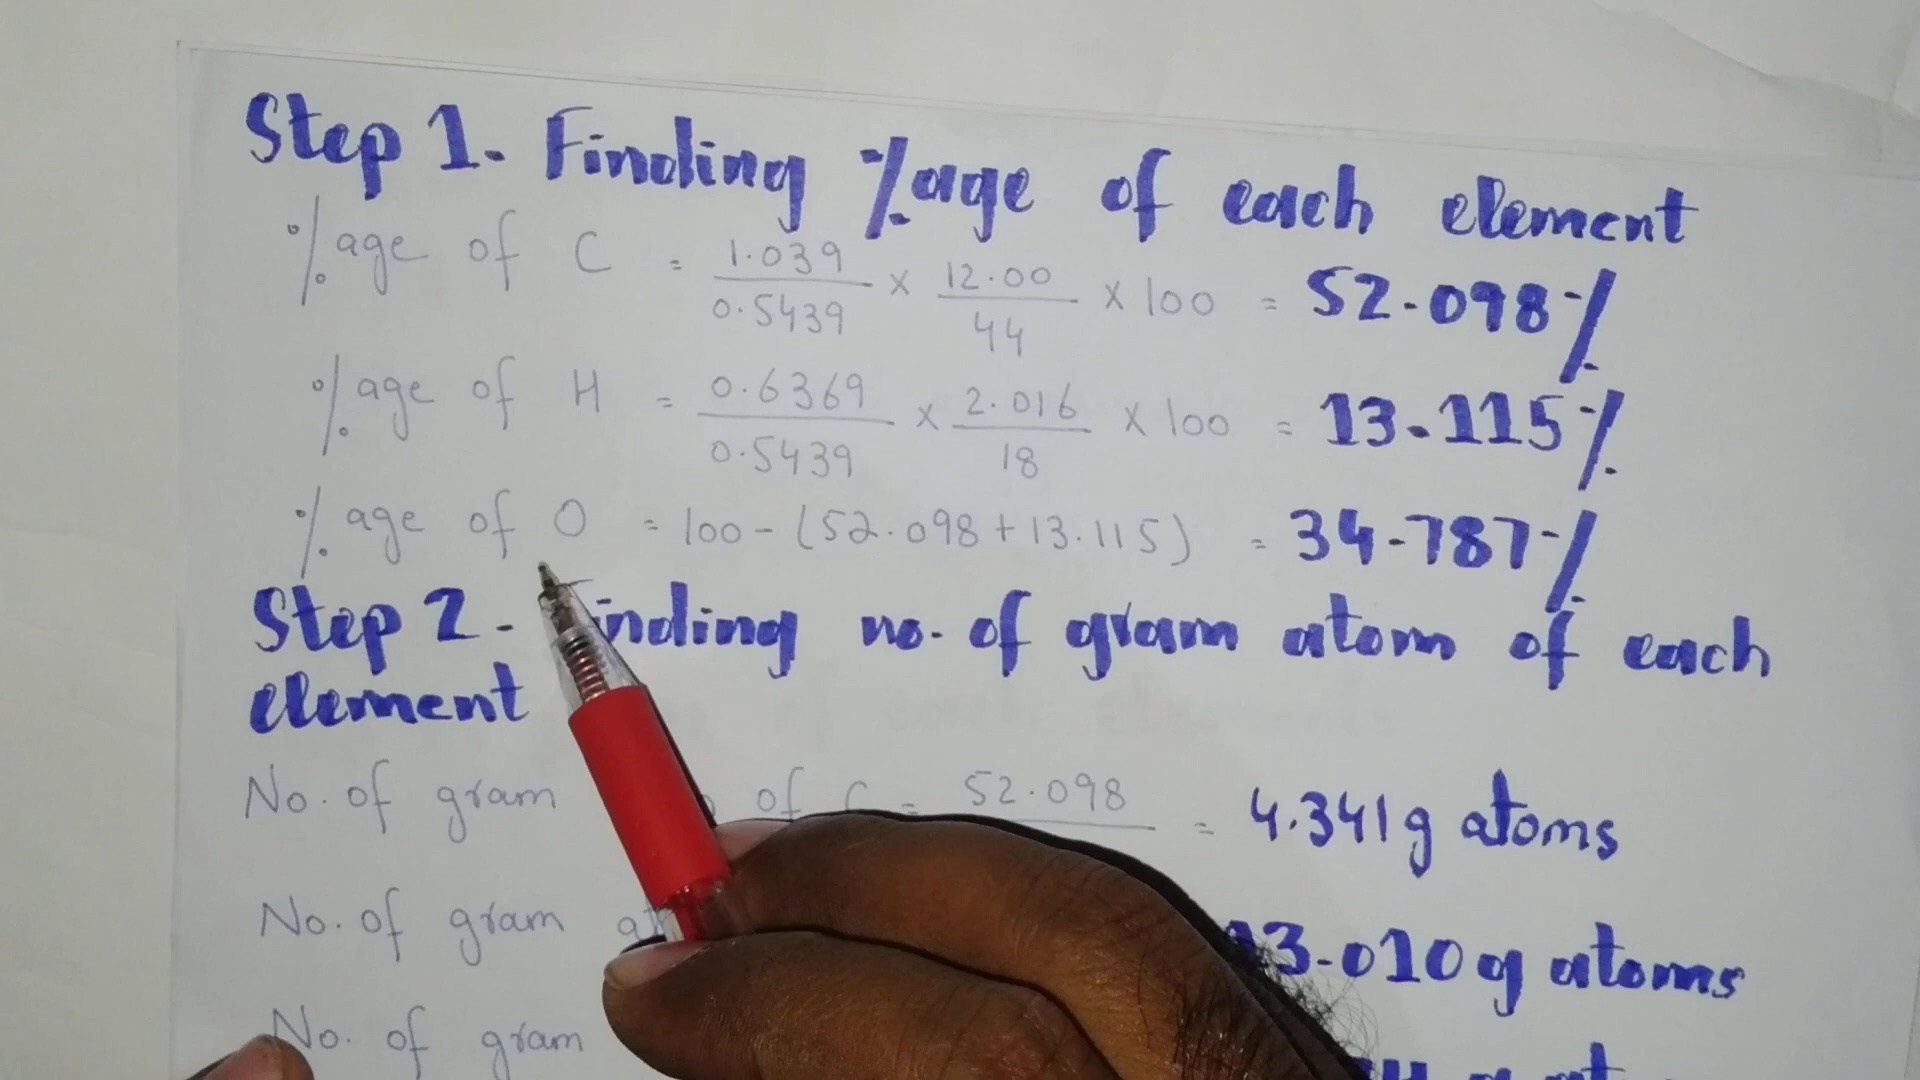 Step 1. Finding %age of each element
%age of C = 1.039/0.5439 x 12.00/44 x 100 = 52.098%
%age of H = 0.6369/0.5439 x 2.016/18 x 100 = 13.115%
%age of O = 100 - (52.098 + 13.115) = 34.787%
Step 2. inding no. of gram atom of each
element
No. of gram of C = 52.098 = 4.341 g atoms
No. of gram 13.010 g atoms
No. of gram